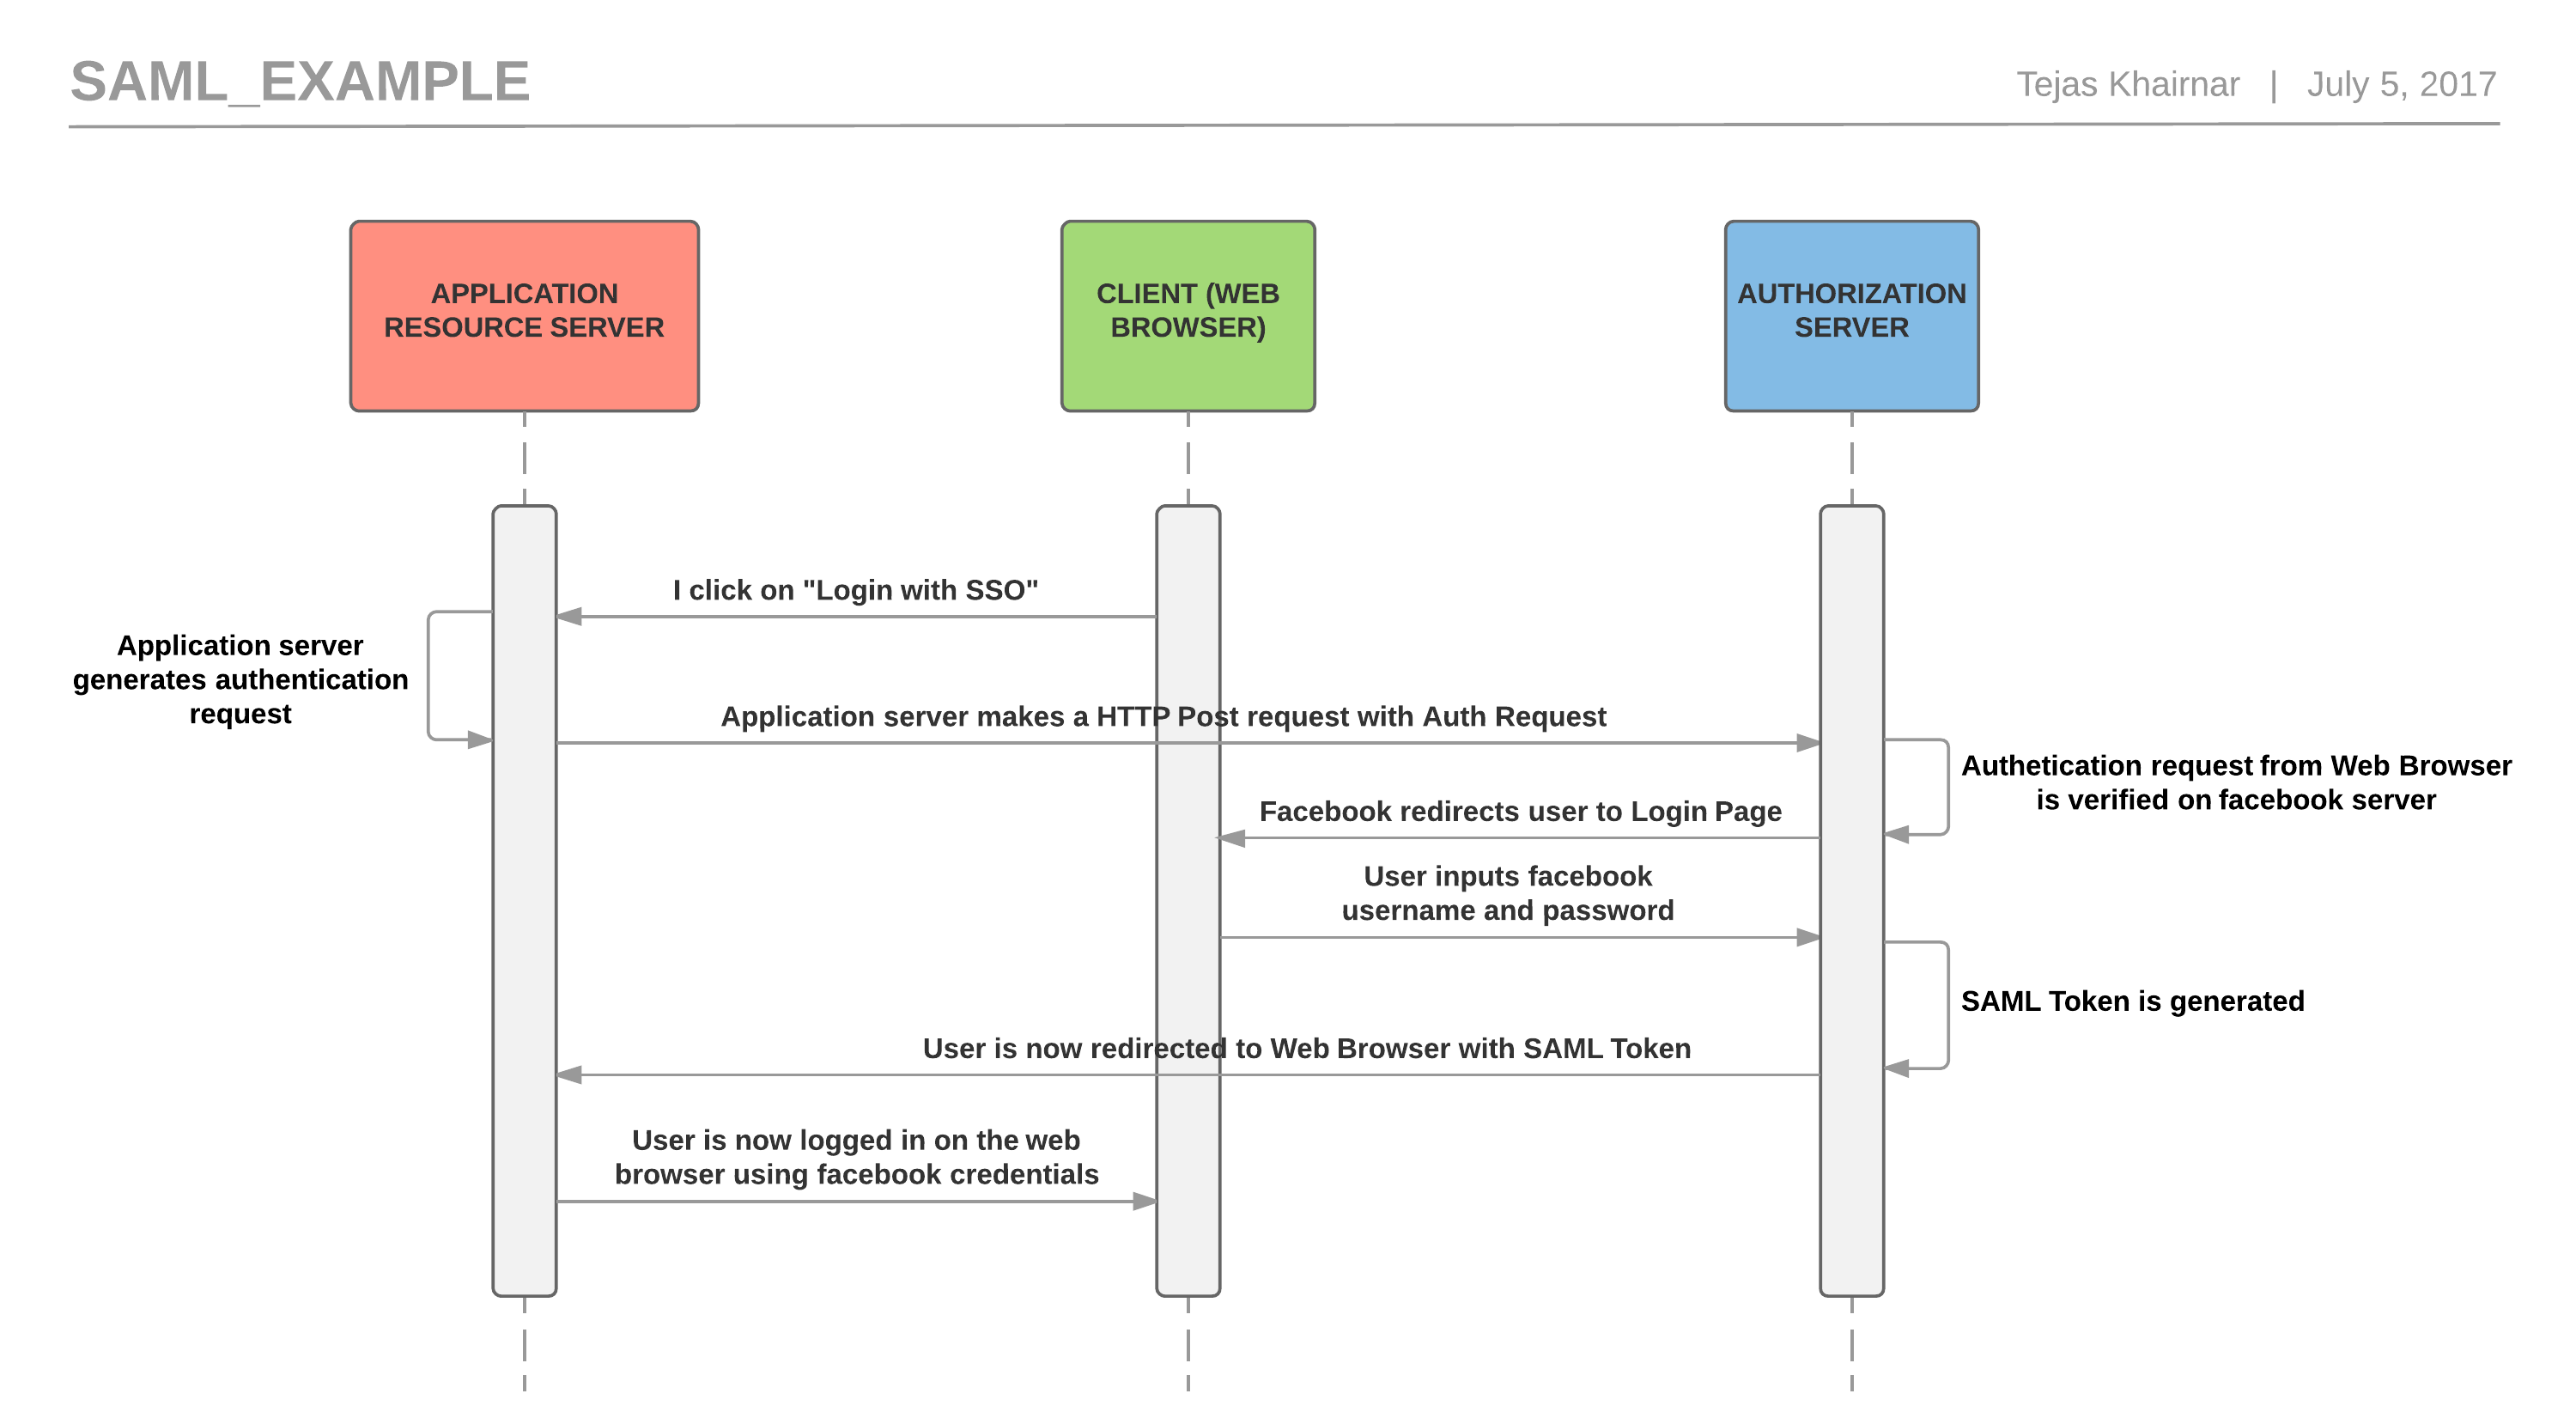 SAML_EXAMPLE
Tejas Khairnar | July 5, 2017
APPLICATION
RESOURCE SERVER
CLIENT (WEB
BROWSER)
AUTHORIZATION
SERVER
I click on "Login with SSO"
Application server
generates authentication
request
Application server makes a HTTP Post request with Auth Request
Authetication request from Web Browser
is verified on facebook server
Facebook redirects user to Login Page
User inputs facebook
username and password
SAML Token is generated
User is now redirected to Web Browser with SAML Token
User is now logged in on the web
browser using facebook credentials